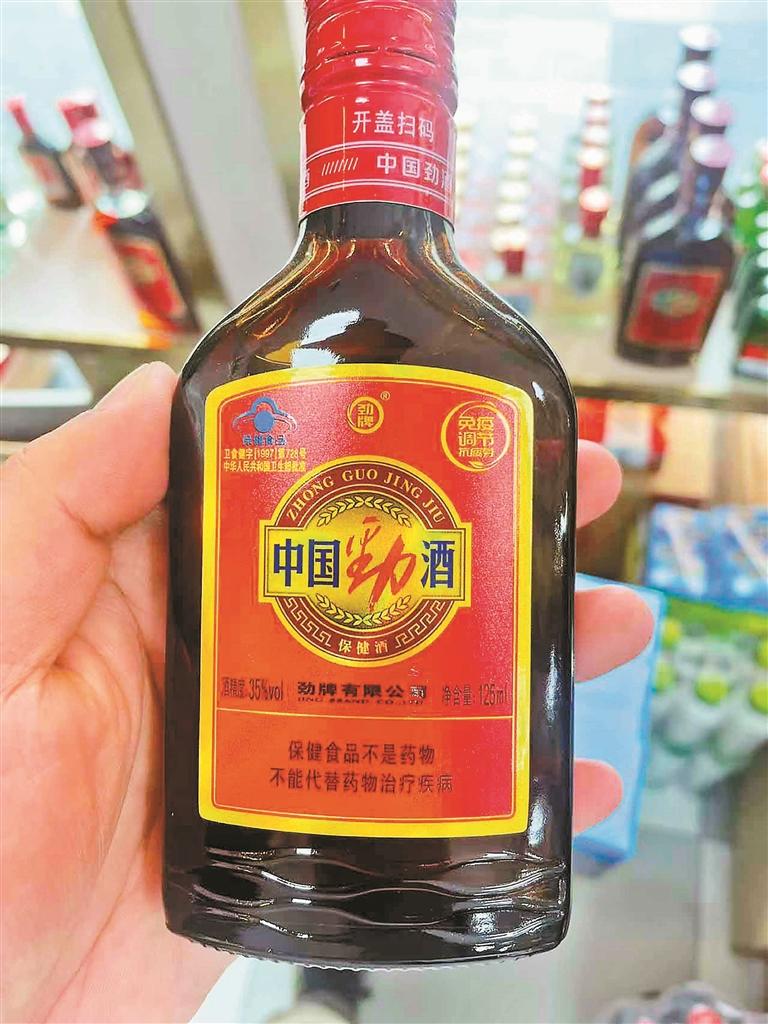 开盖扫码
中国劲酒
劲牌
®
保健食品
卫食健字[1997]第728号
中华人民共和国卫生部批准
免疫
调节
抗疲劳
ZHONG GUO JING JIU
中国劲酒
保健酒
酒精度:35%vol
劲牌有限公司
JING BRAND CO.,LTD
净含量:125ml
保健食品不是药物
不能代替药物治疗疾病